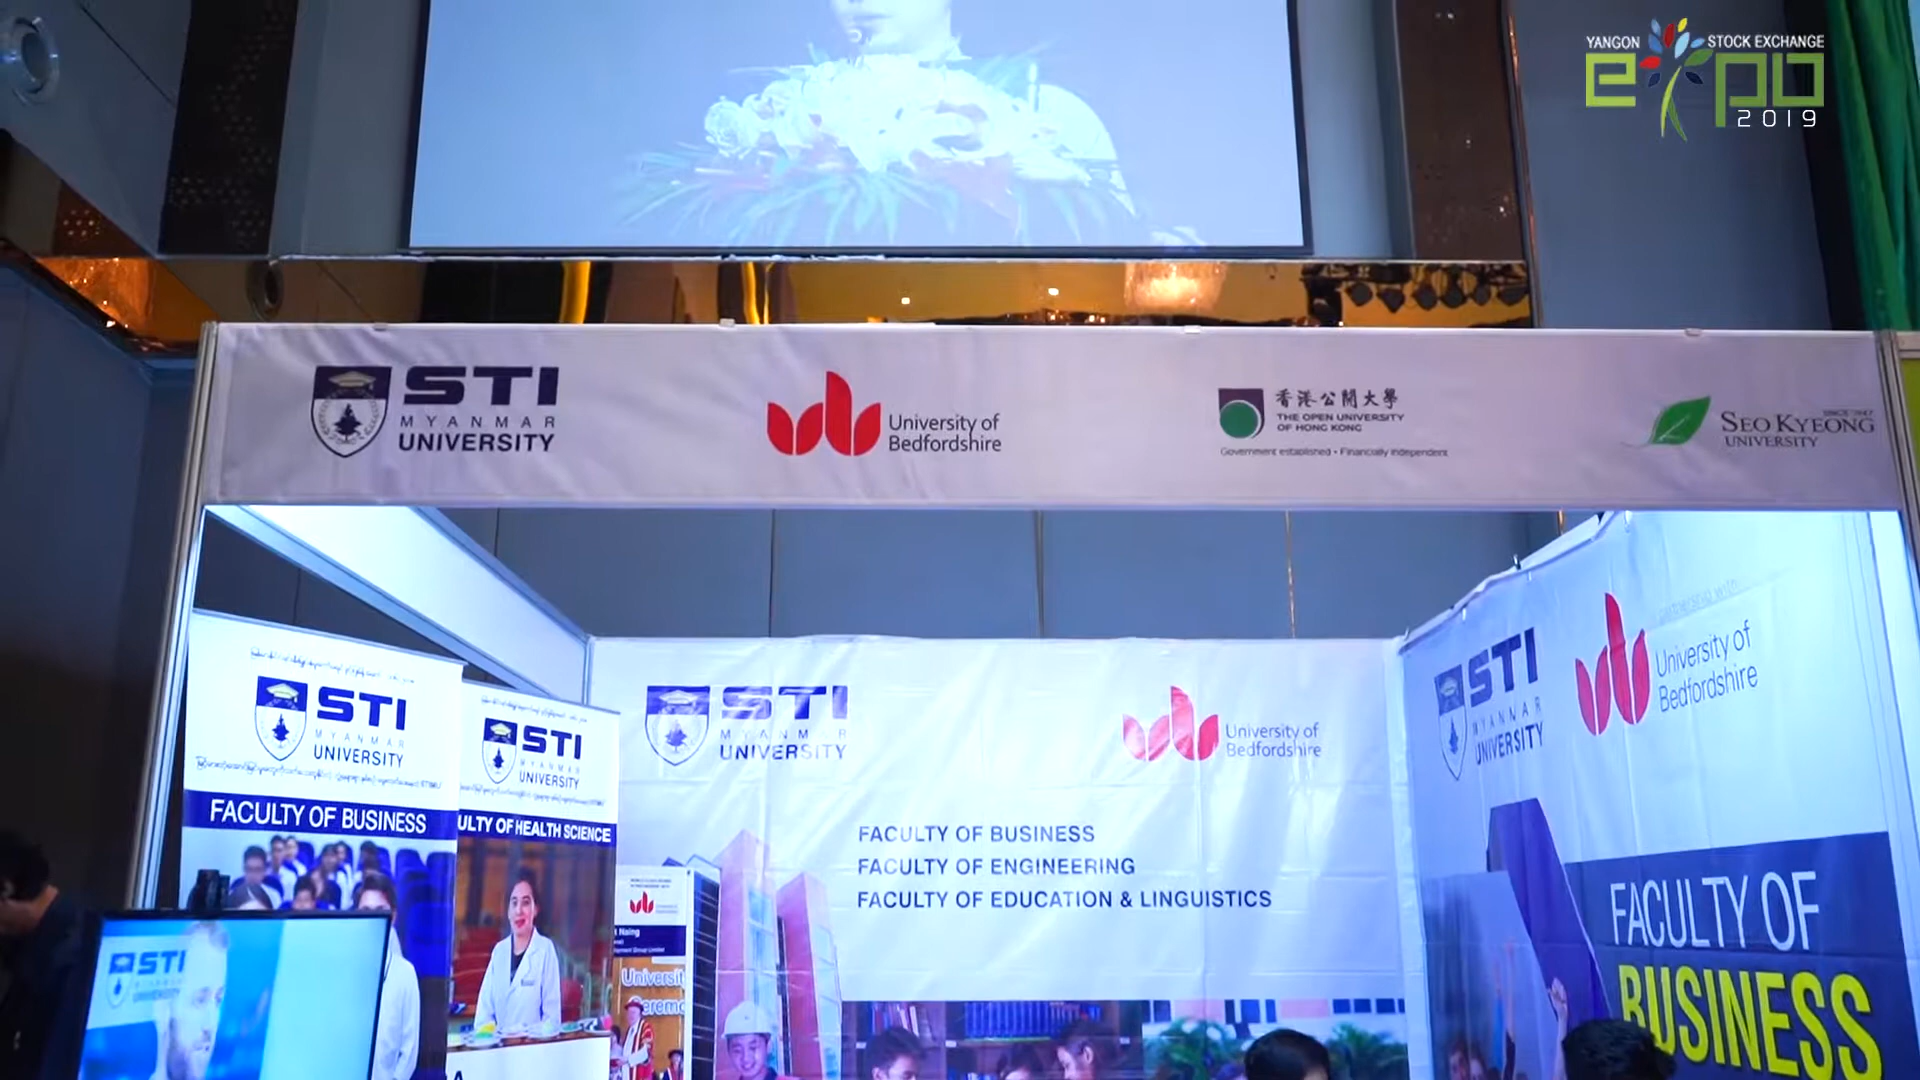 YANGON STOCK EXCHANGE
expo
2019
STI
MYANMAR
UNIVERSITY
University of
Bedfordshire
香港公開大學
THE OPEN UNIVERSITY
OF HONG KONG
Government established • Financially independent
SEO KYEONG
UNIVERSITY
STI
MYANMAR
UNIVERSITY
FACULTY OF BUSINESS
STI
MYANMAR
UNIVERSITY
ULTY OF HEALTH SCIENCE
STI
MYANMAR
UNIVERSITY
University of
Bedfordshire
FACULTY OF BUSINESS
FACULTY OF ENGINEERING
FACULTY OF EDUCATION & LINGUISTICS
STI
MYANMAR
UNIVERSITY
University of
Bedfordshire
FACULTY OF
BUSINESS
STI
UNIVERSITY